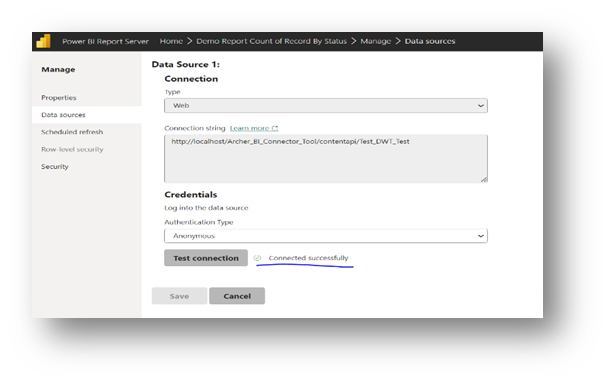 Power BI Report Server Home > Demo Report Count of Record By Status > Manage > Data sources
Manage
Properties
Data sources
Scheduled refresh
Row-level security
Security
Data Source 1:
Connection
Type
Web
Connection string Learn more
http://localhost/Archer_BI_Connector_Tool/contentapi/Test_DWT_Test
Credentials
Log into the data source
Authentication Type
Anonymous
Test connection Connected successfully
Save Cancel